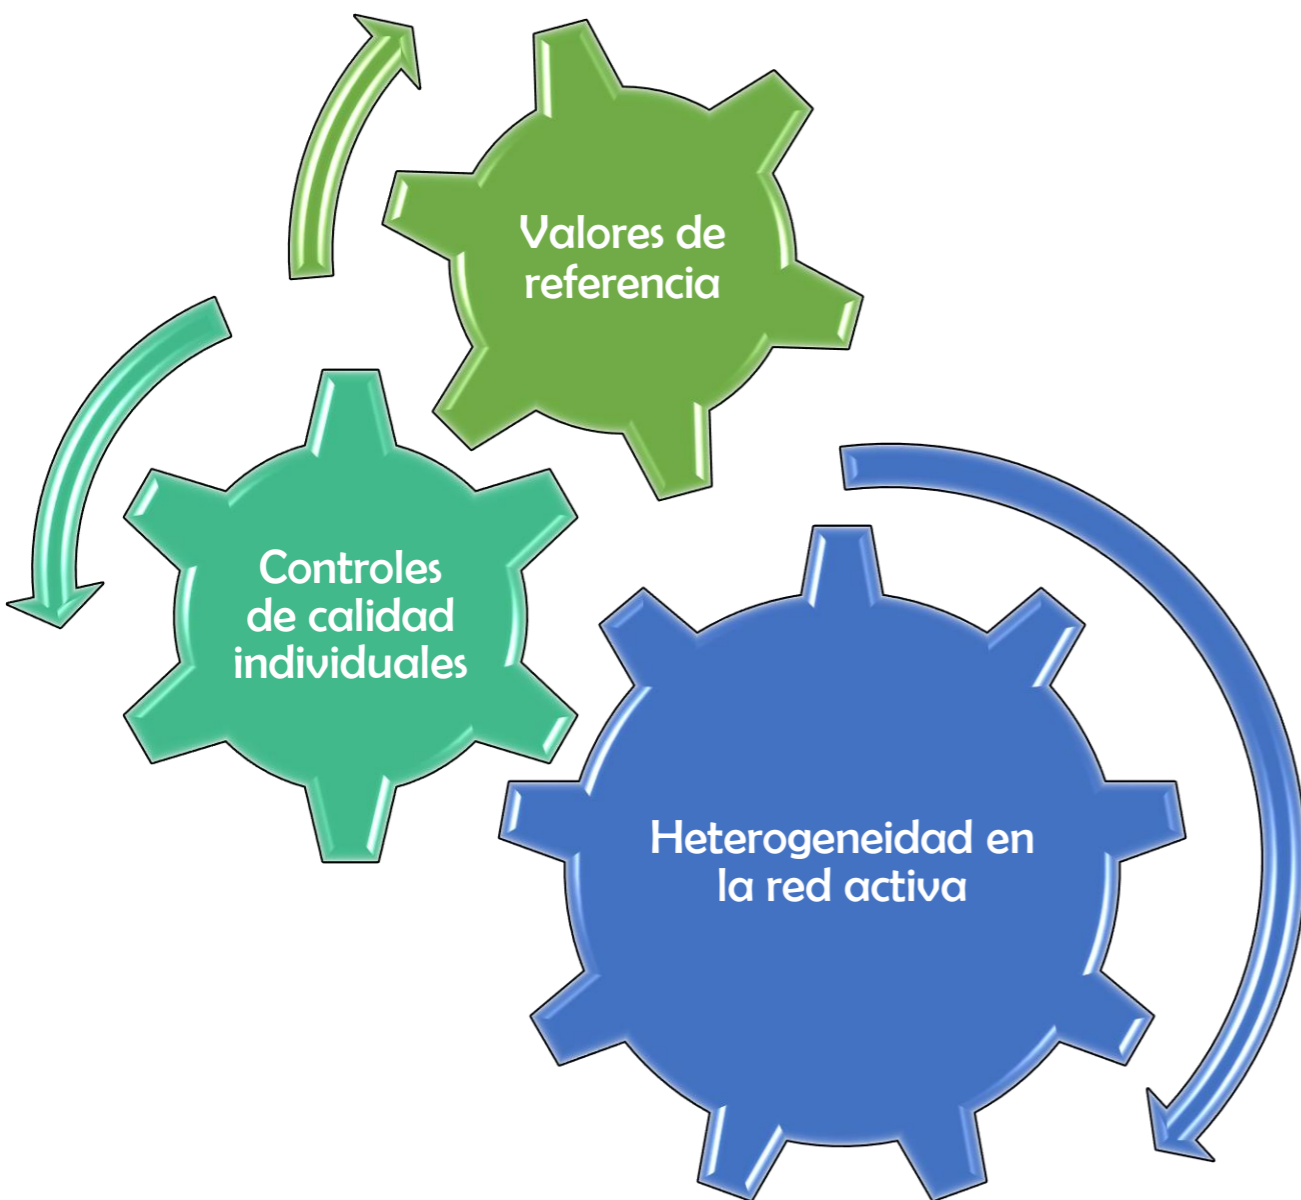 Valores de
referencia
Controles
de calidad
individuales
Heterogeneidad en
la red activa